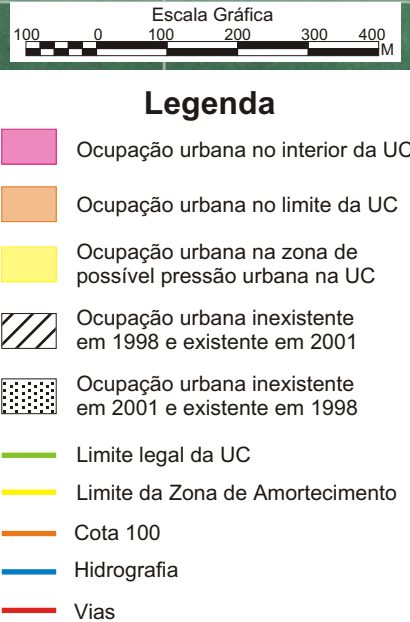 Escala Gráfica
100 0 100 200 300 400
M
Legenda
Ocupação urbana no interior da UC
Ocupação urbana no limite da UC
Ocupação urbana na zona de
possível pressão urbana na UC
Ocupação urbana inexistente
em 1998 e existente em 2001
Ocupação urbana inexistente
em 2001 e existente em 1998
Limite legal da UC
Limite da Zona de Amortecimento
Cota 100
Hidrografia
Vias